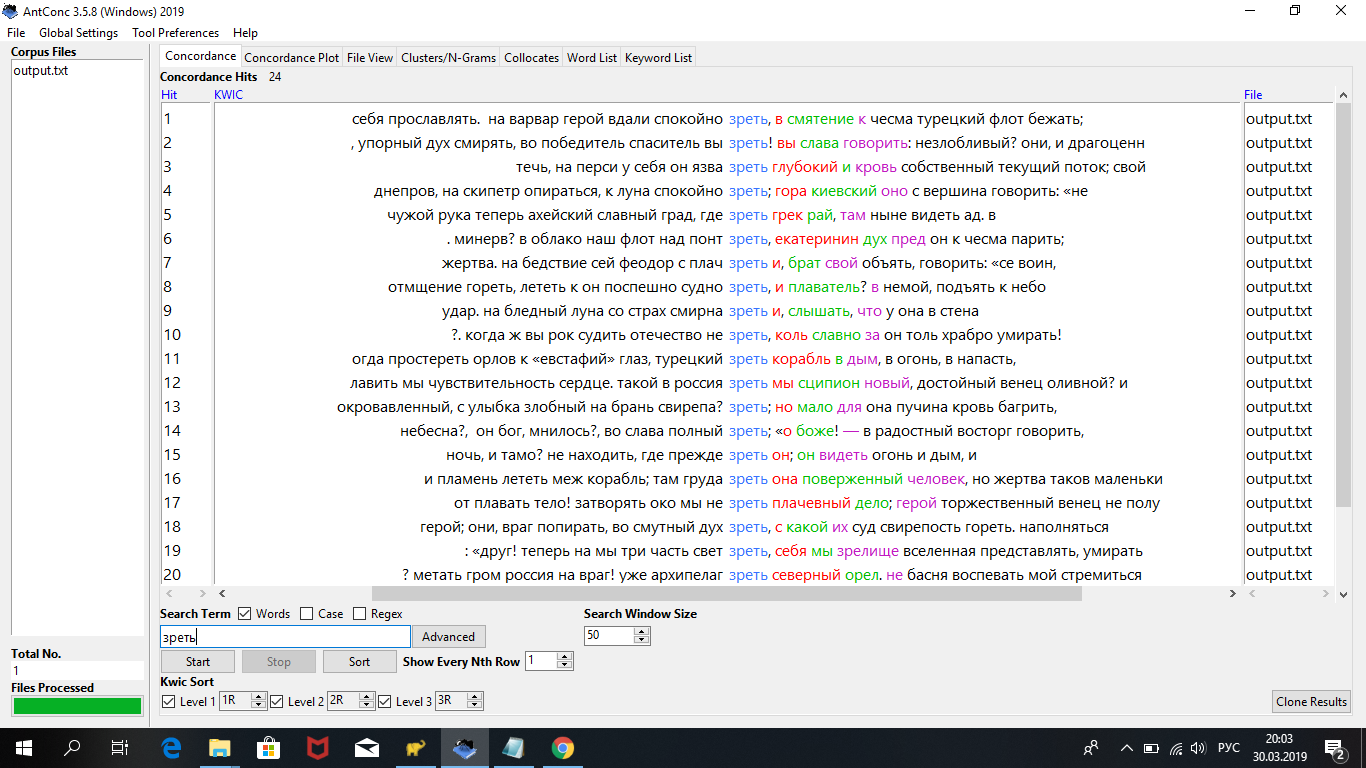 AntConc 3.5.8 (Windows) 2019
File Global Settings Tool Preferences Help
Corpus Files
output.txt
Concordance Concordance Plot File View Clusters/N-Grams Collocates Word List Keyword List
Concordance Hits 24
Hit KWIC File
1 себя прославлять. на варвар герой вдали спокойно зреть, в смятение к чесма турецкий флот бежать; output.txt
2 , упорный дух смирять, во победитель спаситель вы зреть! вы слава говорить: незлобливый? они, и драгоценн output.txt
3 течь, на перси у себя он язва зреть глубокий и кровь собственный текущий поток; свой output.txt
4 днепров, на скипетр опираться, к луна спокойно зреть; гора киевский оно с вершина говорить: «не output.txt
5 чужой рука теперь ахейский славный град, где зреть грек рай, там ныне видеть ад. в output.txt
6 . минерв? в облако наш флот над понт зреть, екатеринин дух пред он к чесма парить; output.txt
7 жертва. на бедствие сей феодор с плач зреть и, брат свой объять, говорить: «се воин, output.txt
8 отмщение гореть, лететь к он поспешно судно зреть, и плаватель? в немой, подъять к небо output.txt
9 удар. на бледный луна со страх смирна зреть и, слышать, что у она в стена output.txt
10 ?. когда ж вы рок судить отечество не зреть, коль славно за он толь храбро умирать! output.txt
11 огда простереть орлов к «евстафий» глаз, турецкий зреть корабль в дым, в огонь, в напасть, output.txt
12 лавить мы чувствительность сердце. такой в россия зреть мы сципион новый, достойный венец оливной? и output.txt
13 окровавленный, с улыбка злобный на брань свирепа? зреть; но мало для она пучина кровь багрить, output.txt
14 небесна?, он бог, мнилось?, во слава полный зреть; «о боже! — в радостный восторг говорить, output.txt
15 ночь, и тамо? не находить, где прежде зреть он; он видеть огонь и дым, и output.txt
16 и пламень лететь меж корабль; там груда зреть она поверженный человек, но жертва таков маленьки output.txt
17 от плавать тело! затворять око мы не зреть плачевный дело; герой торжественный венец не полу output.txt
18 герой; они, враг попирать, во смутный дух зреть, с какой их суд свирепость гореть. наполняться output.txt
19 : «друг! теперь на мы три часть свет зреть, себя мы зрелище вселенная представлять, умирать output.txt
20 ? метать гром россия на враг! уже архипелаг зреть северный орел. не басня воспевать мой стремиться output.txt
Search Term Words Case Regex Search Window Size
зреть Advanced 50
Total No.
1
Start Stop Sort Show Every Nth Row 1
Files Processed
Kwic Sort
Level 1 1R Level 2 2R Level 3 3R Clone Results
РУС 20:03
30.03.2019 2